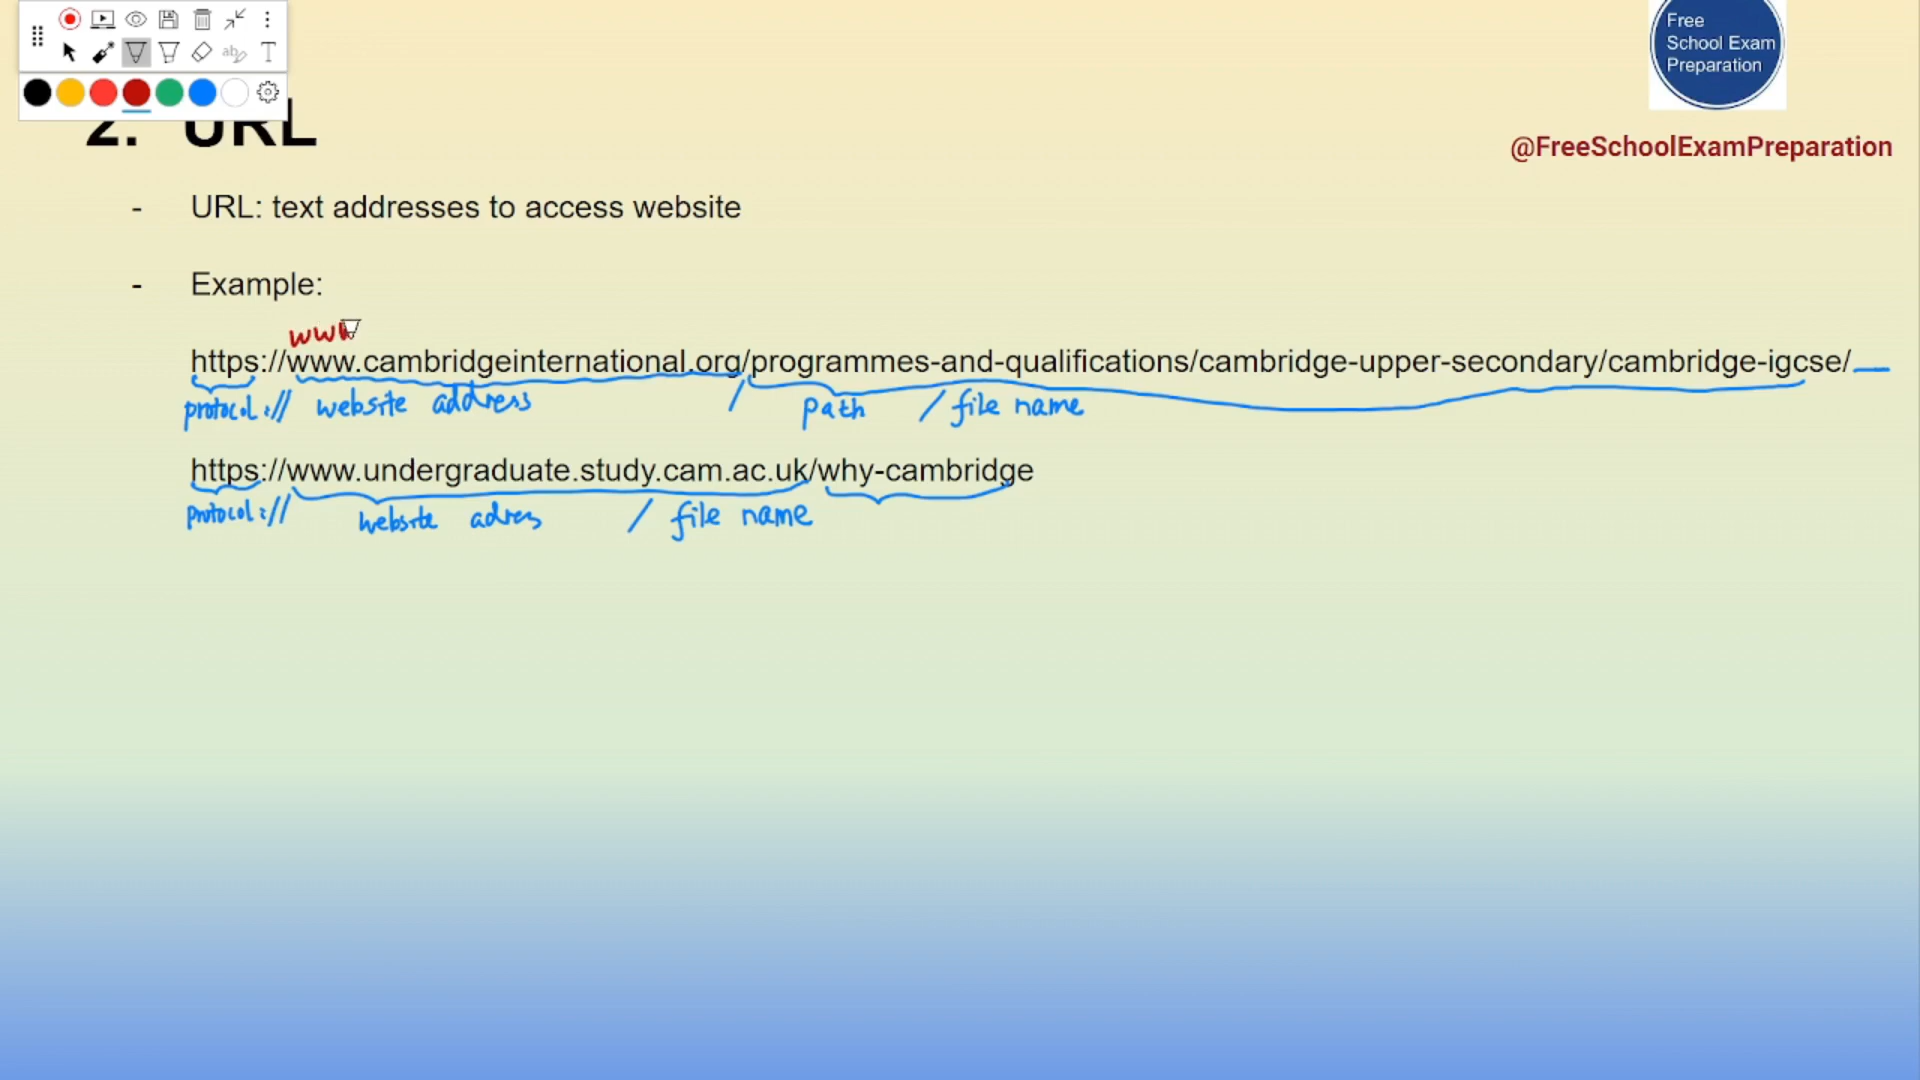 Free
School Exam
Preparation
2. URL
@FreeSchoolExamPreparation
- URL: text addresses to access website
- Example:
www
https://www.cambridgeinternational.org/programmes-and-qualifications/cambridge-upper-secondary/cambridge-igcse/
protocol :// website address / path / file name
https://www.undergraduate.study.cam.ac.uk/why-cambridge
protocol :// website adress / file name